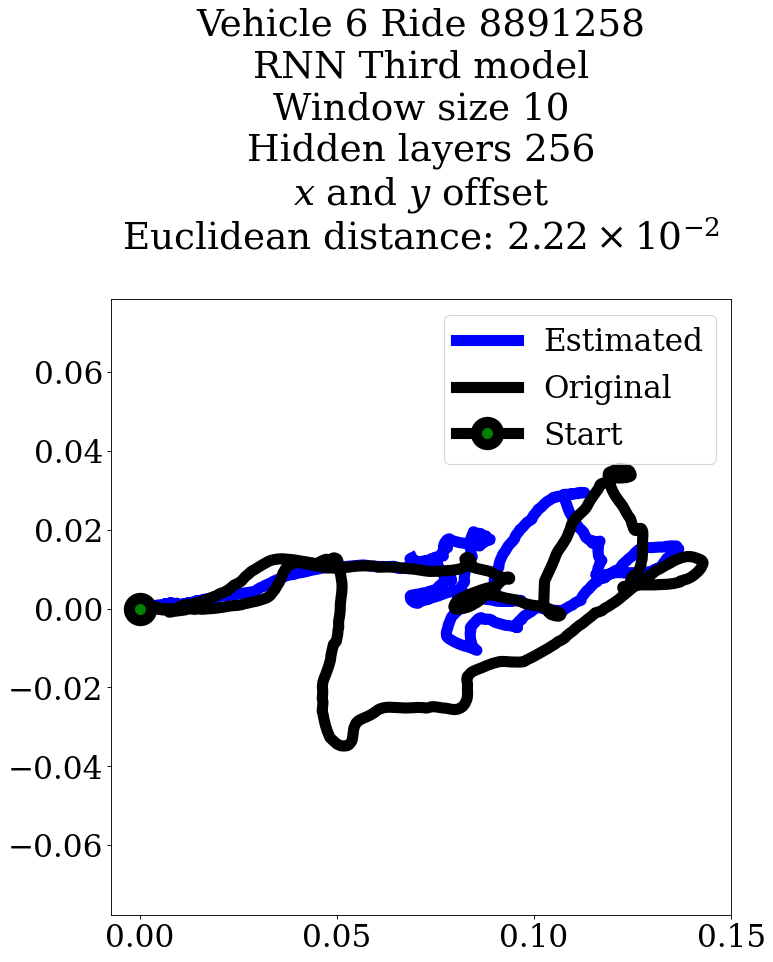 Vehicle 6 Ride 8891258
RNN Third model
Window size 10
Hidden layers 256
x and y offset
Euclidean distance: 2.22 × 10⁻²
Estimated
Original
Start
0.06
0.04
0.02
0.00
−0.02
−0.04
−0.06
0.00 0.05 0.10 0.15